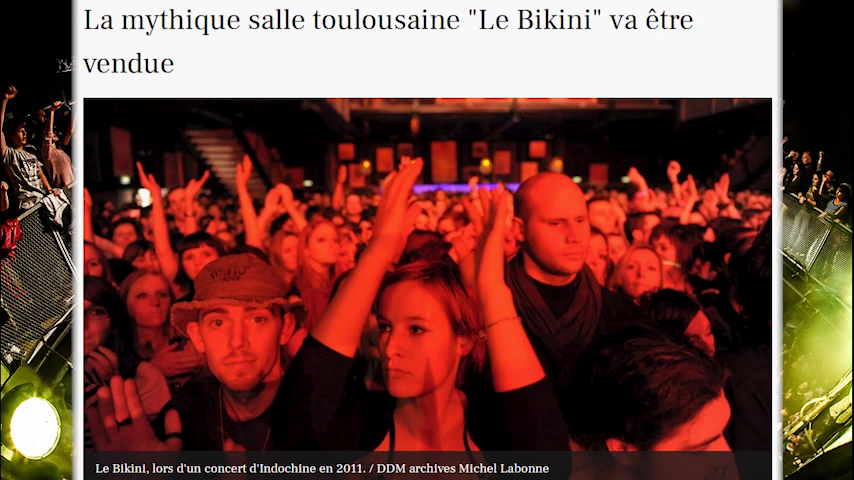 La mythique salle toulousaine "Le Bikini" va être
vendue
Le Bikini, lors d'un concert d'Indochine en 2011. / DDM archives Michel Labonne